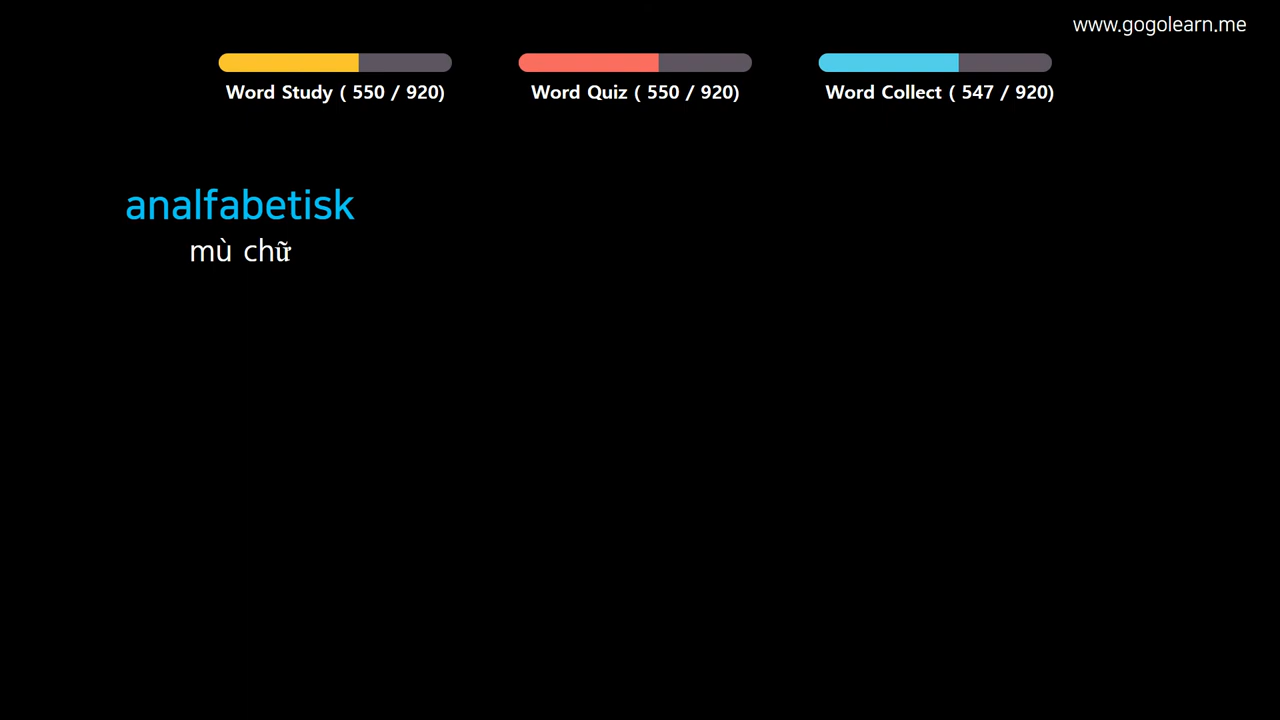 www.gogolearn.me
Word Study ( 550 / 920)
Word Quiz ( 550 / 920)
Word Collect ( 547 / 920)
analfabetisk
mù chữ